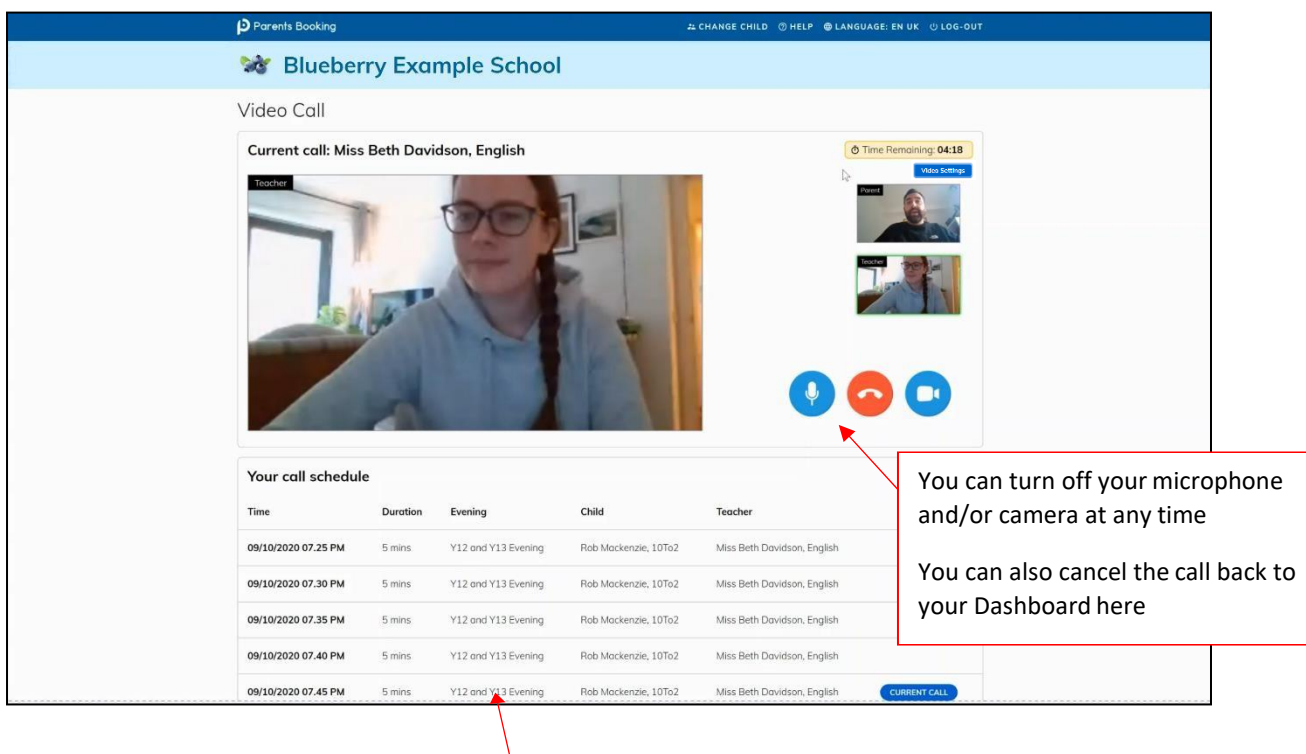 Parents Booking
CHANGE CHILD HELP LANGUAGE: EN UK LOG-OUT
Blueberry Example School
Video Call
Current call: Miss Beth Davidson, English
Time Remaining: 04:18
Video Settings
Teacher
Parent
Teacher
You can turn off your microphone
and/or camera at any time
You can also cancel the call back to
your Dashboard here
Your call schedule
Time Duration Evening Child Teacher
09/10/2020 07.25 PM 5 mins Y12 and Y13 Evening Rob Mackenzie, 10To2 Miss Beth Davidson, English
09/10/2020 07.30 PM 5 mins Y12 and Y13 Evening Rob Mackenzie, 10To2 Miss Beth Davidson, English
09/10/2020 07.35 PM 5 mins Y12 and Y13 Evening Rob Mackenzie, 10To2 Miss Beth Davidson, English
09/10/2020 07.40 PM 5 mins Y12 and Y13 Evening Rob Mackenzie, 10To2 Miss Beth Davidson, English
09/10/2020 07.45 PM 5 mins Y12 and Y13 Evening Rob Mackenzie, 10To2 Miss Beth Davidson, English CURRENT CALL